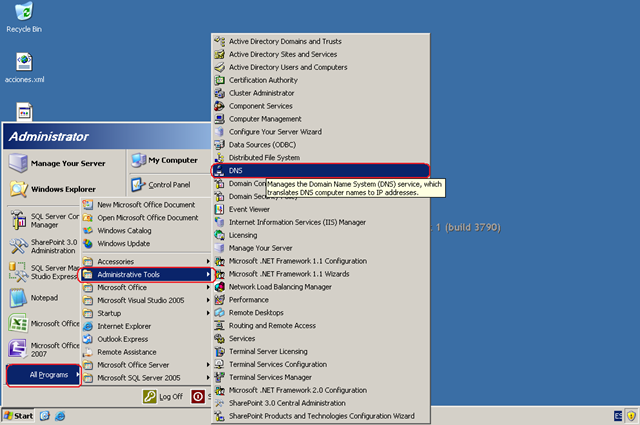 Recycle Bin
acciones.xml
Administrator
Manage Your Server
Windows Explorer
SQL Server Con
Manager
SharePoint 3.0
Administration
SQL Server Man
Studio Express
Notepad
Microsoft Office
Microsoft Office
2007
All Programs
My Computer
Control Panel
New Microsoft Office Document
Open Microsoft Office Document
Windows Catalog
Windows Update
Accessories
Administrative Tools
Microsoft Office
Microsoft Visual Studio 2005
Startup
Internet Explorer
Outlook Express
Remote Assistance
Microsoft Office Server
Microsoft SQL Server 2005
Log Off
S
Active Directory Domains and Trusts
Active Directory Sites and Services
Active Directory Users and Computers
Certification Authority
Cluster Administrator
Component Services
Computer Management
Configure Your Server Wizard
Data Sources (ODBC)
Distributed File System
DNS
Manages the Domain Name System (DNS) service, which
translates DNS computer names to IP addresses.
Domain Con
Domain Sec
Event Viewer
Internet Information Services (IIS) Manager
Licensing
Manage Your Server
Microsoft .NET Framework 1.1 Configuration
Microsoft .NET Framework 1.1 Wizards
Network Load Balancing Manager
Performance
Remote Desktops
Routing and Remote Access
Services
Terminal Server Licensing
Terminal Services Configuration
Terminal Services Manager
Microsoft .NET Framework 2.0 Configuration
SharePoint 3.0 Central Administration
SharePoint Products and Technologies Configuration Wizard
1 (build 3790)
Start
ES